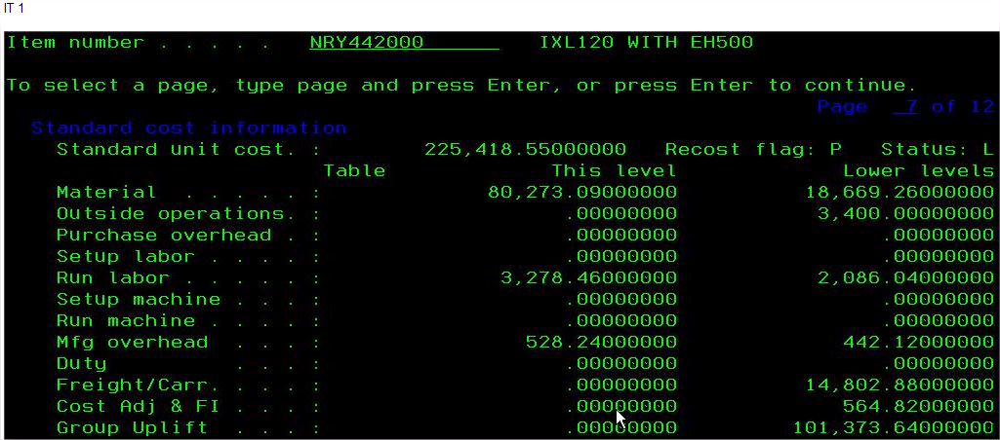 IT 1
Item number . . . . . NRY442000 IXL120 WITH EH500
To select a page, type page and press Enter, or press Enter to continue.
Page 7 of 12
Standard cost information
Standard unit cost. : 225,418.55000000 Recost flag: P Status: L
Table This level Lower levels
Material . . . . . : 80,273.09000000 18,669.26000000
Outside operations. : .00000000 3,400.00000000
Purchase overhead . : .00000000 .00000000
Setup labor . . . . : .00000000 .00000000
Run labor . . . . . : 3,278.46000000 2,086.04000000
Setup machine . . . : .00000000 .00000000
Run machine . . . . : .00000000 .00000000
Mfg overhead . . . : 528.24000000 442.12000000
Duty . . . : .00000000 .00000000
Freight/Carr. . . . : .00000000 14,802.88000000
Cost Adj & FI . . . : .00000000 564.82000000
Group Uplift . . . : .00000000 101,373.64000000